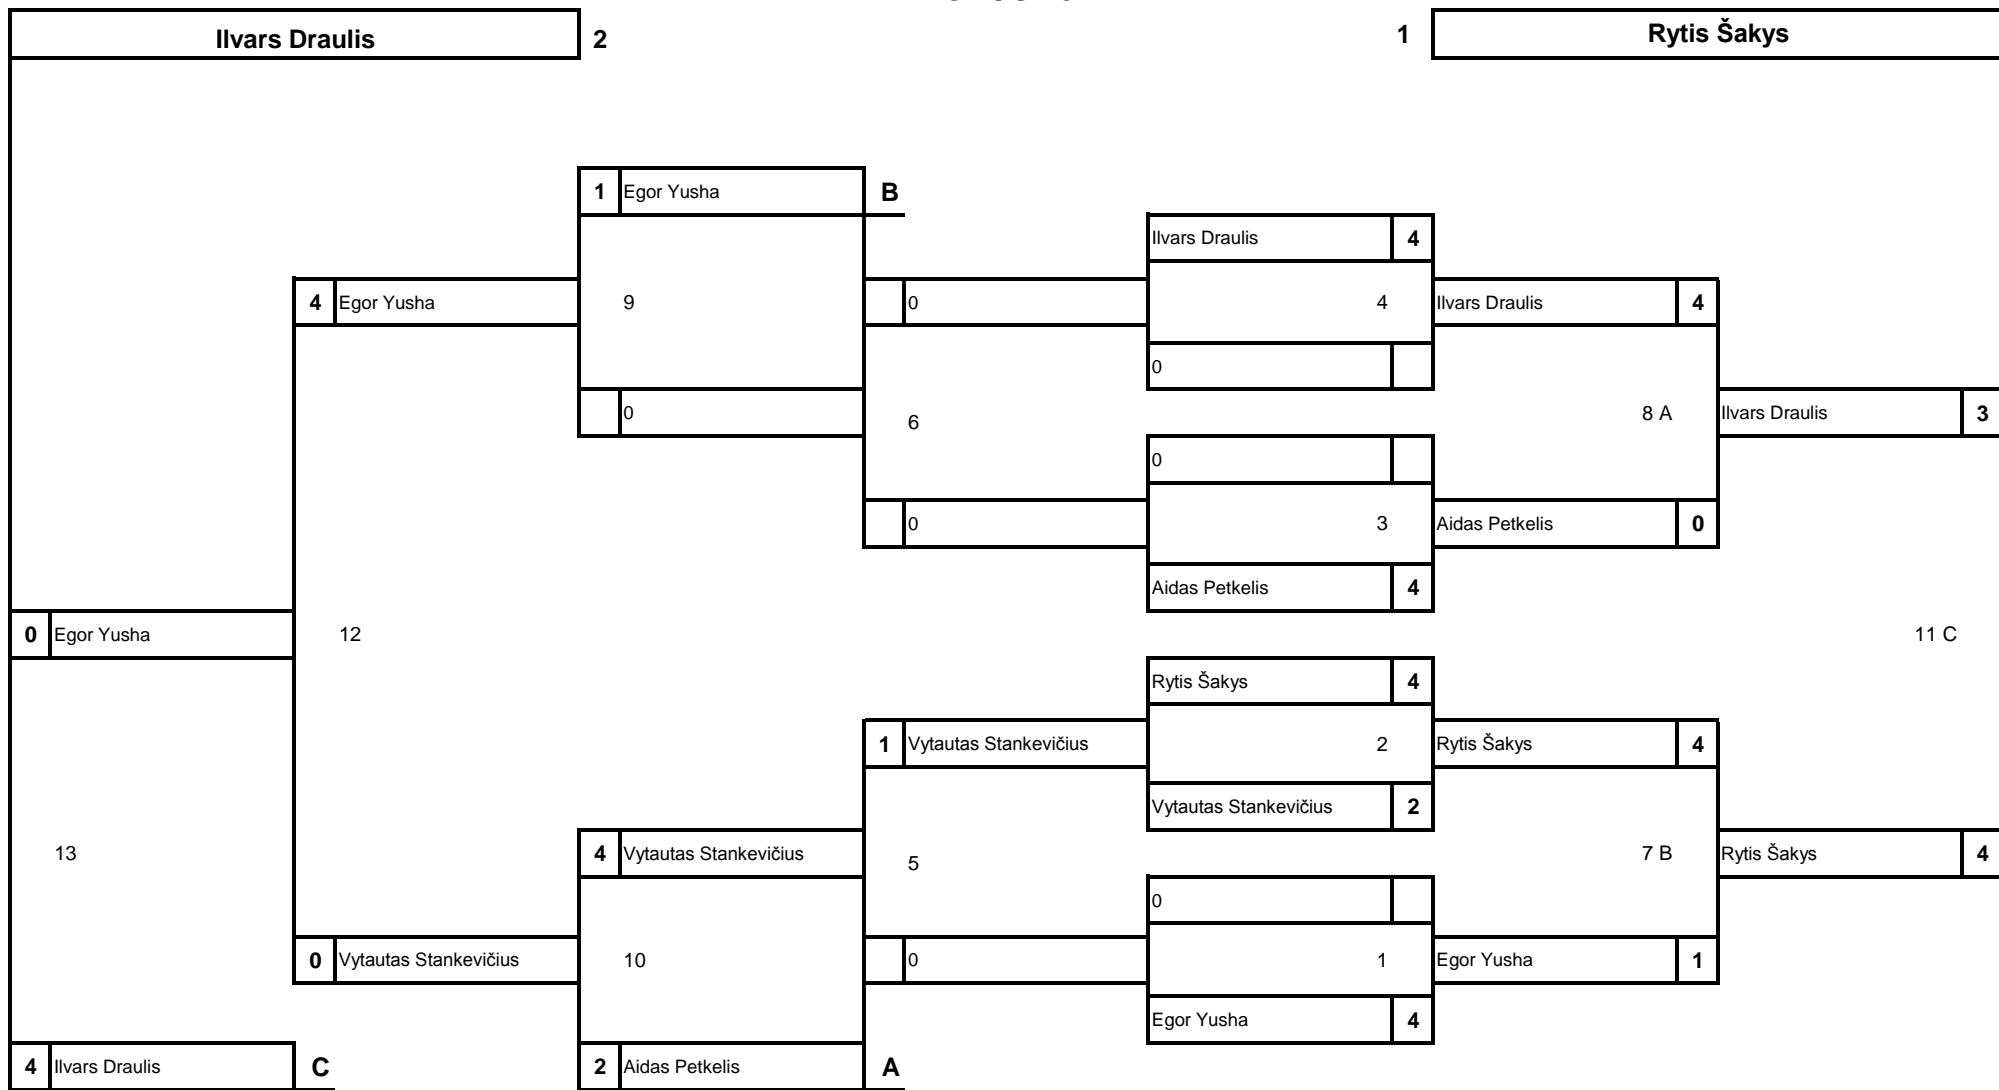 Ilvars Draulis 2 1 Rytis Šakys
1 Egor Yusha B
Ilvars Draulis 4
4 Egor Yusha 9 0 4 Ilvars Draulis 4
0
0 6 8 A Ilvars Draulis 3
0
0 3 Aidas Petkelis 0
Aidas Petkelis 4
0 Egor Yusha 12 11 C
Rytis Šakys 4
1 Vytautas Stankevičius 2 Rytis Šakys 4
Vytautas Stankevičius 2
13 4 Vytautas Stankevičius 5 7 B Rytis Šakys 4
0
0 Vytautas Stankevičius 10 0 1 Egor Yusha 1
Egor Yusha 4
4 Ilvars Draulis C 2 Aidas Petkelis A